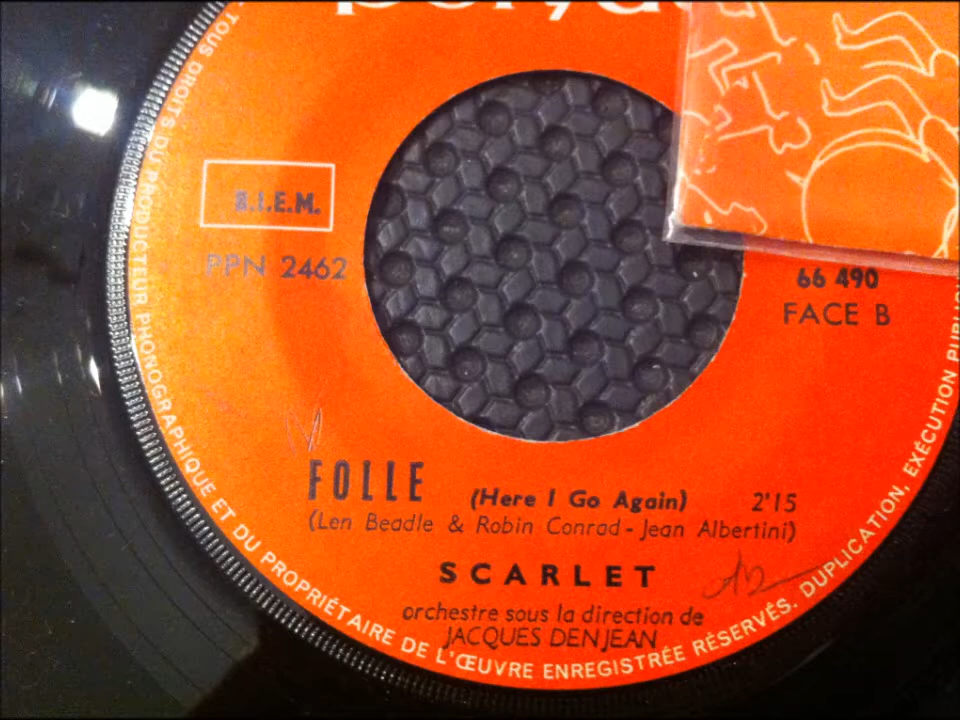 B.I.E.M.
PPN 2462
66 490
FACE B
FOLLE (Here I Go Again) 2'15
(Len Beadle & Robin Conrad - Jean Albertini)
SCARLET
orchestre sous la direction de
JACQUES DENJEAN
TOUS DROITS DU PRODUCTEUR PHONOGRAPHIQUE ET DU PROPRIÉTAIRE DE L'ŒUVRE ENREGISTRÉE RÉSERVÉS. DUPLICATION, EXÉCUTION